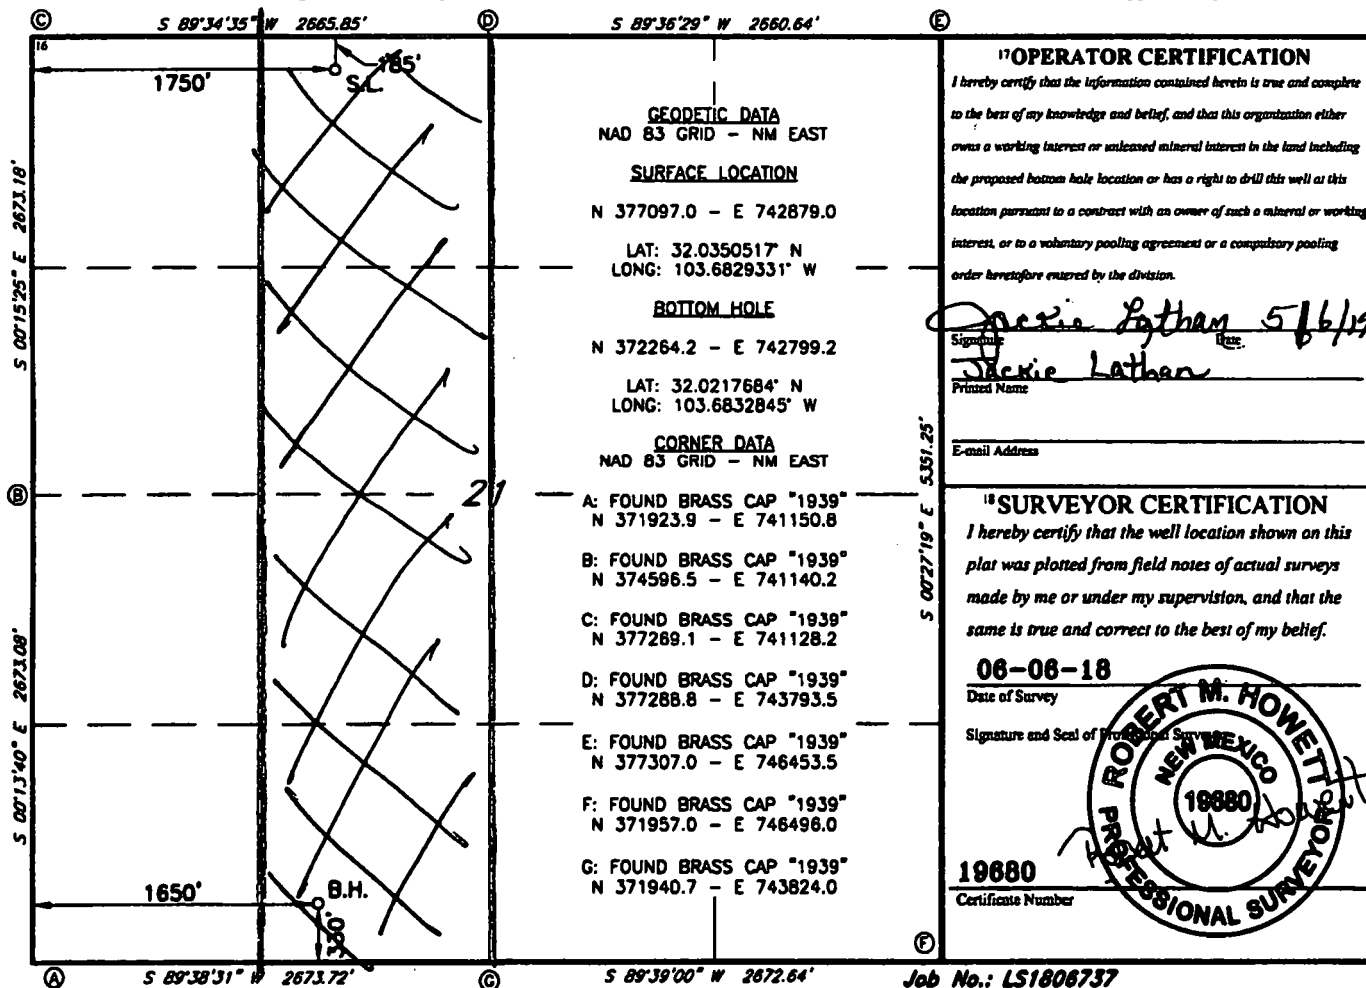 C
S 89°34'35" W 2665.85'
D
S 89°36'29" W 2660.64'
E
16
1750'
185'
S.L.
S 00°15'25" E 2673.18'
B
S 00°13'40" E 2673.08'
21
1650'
B.H.
330'
A
S 89°38'31" W 2673.72'
G
S 89°39'00" W 2672.64'
F
S 00°27'19" E 5351.25'
GEODETIC DATA
NAD 83 GRID - NM EAST
SURFACE LOCATION
N 377097.0 - E 742879.0
LAT: 32.0350517° N
LONG: 103.6829331° W
BOTTOM HOLE
N 372264.2 - E 742799.2
LAT: 32.0217684° N
LONG: 103.6832845° W
CORNER DATA
NAD 83 GRID - NM EAST
A: FOUND BRASS CAP "1939"
N 371923.9 - E 741150.8
B: FOUND BRASS CAP "1939"
N 374596.5 - E 741140.2
C: FOUND BRASS CAP "1939"
N 377269.1 - E 741128.2
D: FOUND BRASS CAP "1939"
N 377288.8 - E 743793.5
E: FOUND BRASS CAP "1939"
N 377307.0 - E 746453.5
F: FOUND BRASS CAP "1939"
N 371957.0 - E 746496.0
G: FOUND BRASS CAP "1939"
N 371940.7 - E 743824.0
17 OPERATOR CERTIFICATION
I hereby certify that the information contained herein is true and complete
to the best of my knowledge and belief, and that this organization either
owns a working interest or unleased mineral interest in the land including
the proposed bottom hole location or has a right to drill this well at this
location pursuant to a contract with an owner of such a mineral or working
interest, or to a voluntary pooling agreement or a compulsory pooling
order heretofore entered by the division.
Jackie Lathan 5/6/19
Signature Date
Jackie Lathan
Printed Name
E-mail Address
18 SURVEYOR CERTIFICATION
I hereby certify that the well location shown on this
plat was plotted from field notes of actual surveys
made by me or under my supervision, and that the
same is true and correct to the best of my belief.
06-06-18
Date of Survey
Signature and Seal of Professional Surveyor
ROBERT M. HOWETT
NEW MEXICO
19680
PROFESSIONAL SURVEYOR
Robert M. Howett
19680
Certificate Number
Job No.: LS1806737